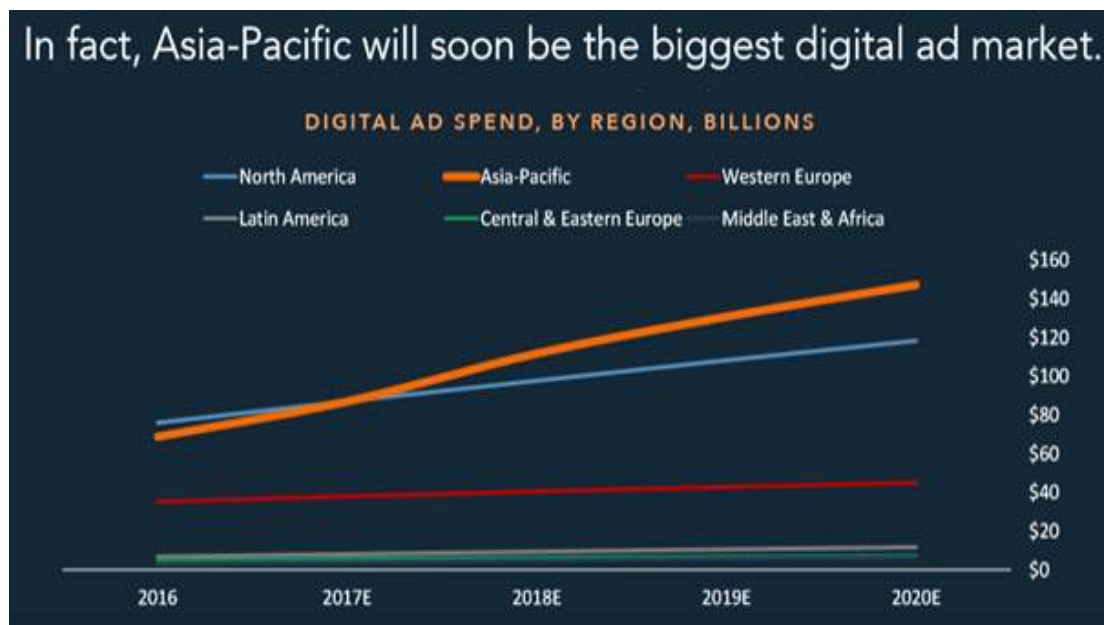 In fact, Asia-Pacific will soon be the biggest digital ad market.
DIGITAL AD SPEND, BY REGION, BILLIONS
North America Asia-Pacific Western Europe
Latin America Central & Eastern Europe Middle East & Africa
$160
$140
$120
$100
$80
$60
$40
$20
$0
2016 2017E 2018E 2019E 2020E